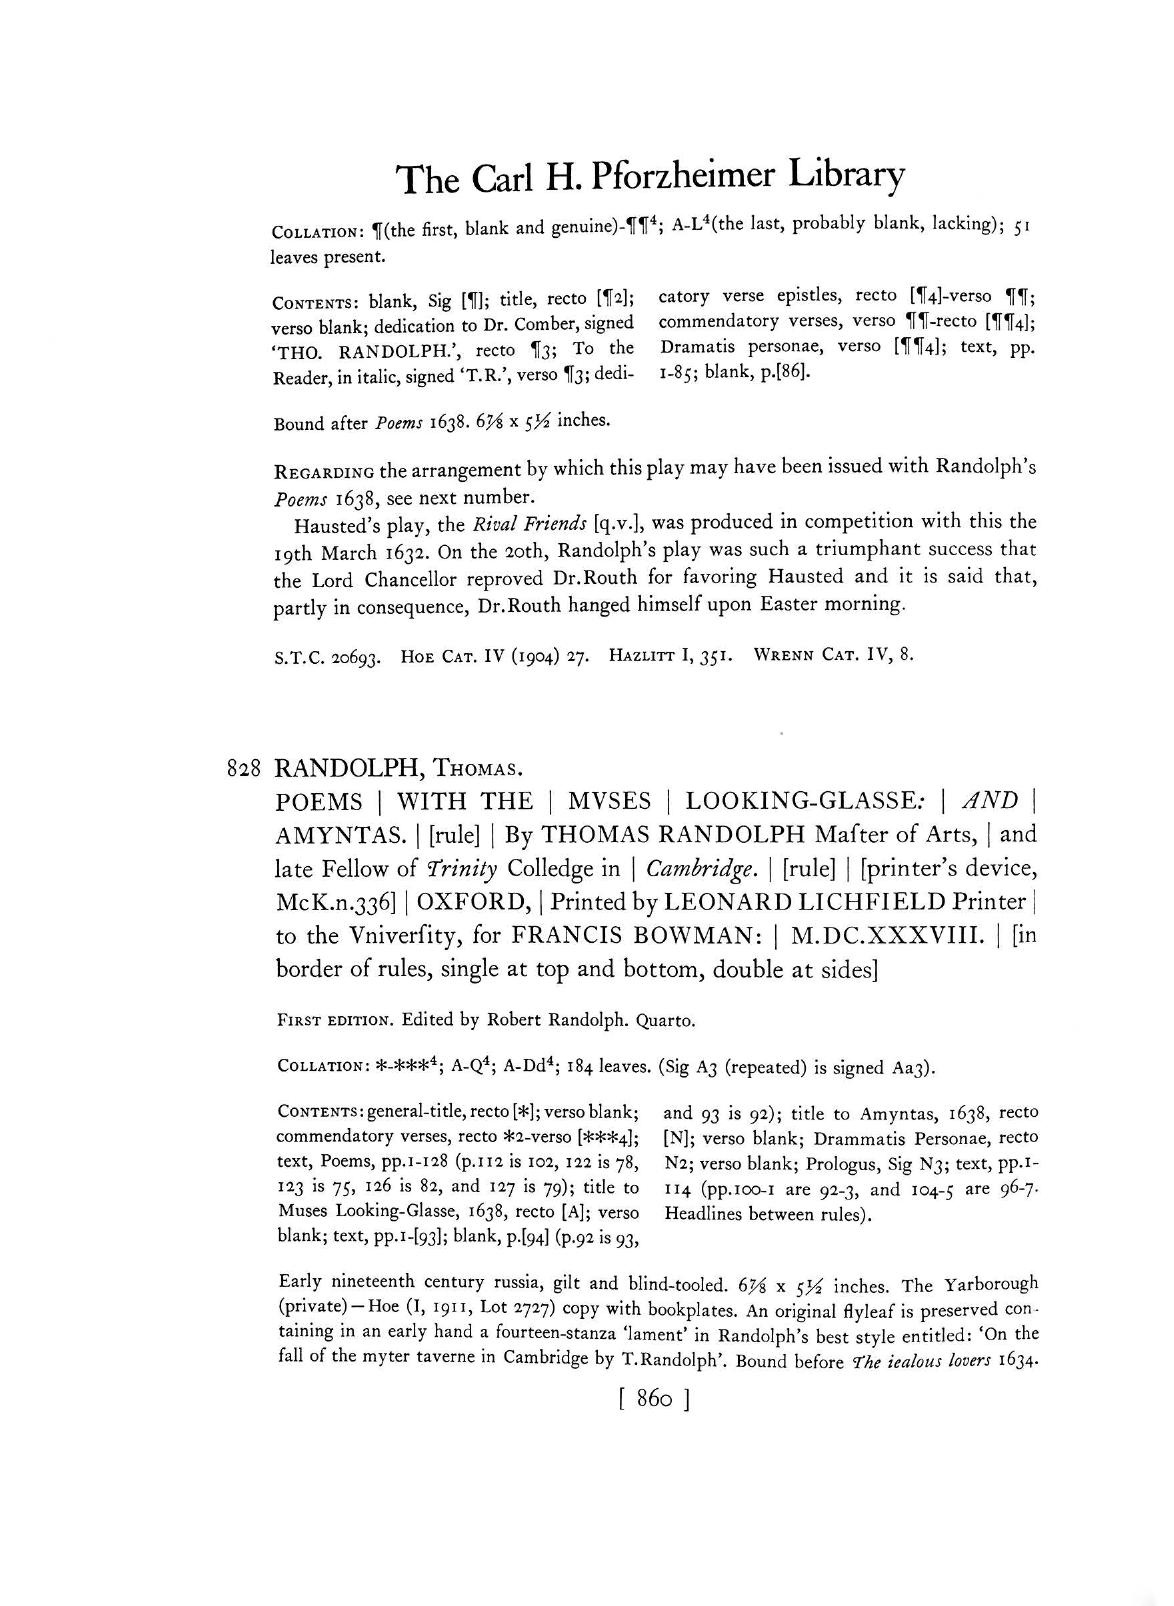 The Carl H. Pforzheimer Library
COLLATION: ¶(the first, blank and genuine)-¶¶⁴; A-L⁴(the last, probably blank, lacking); 51
leaves present.
CONTENTS: blank, Sig [¶]; title, recto [¶2];
verso blank; dedication to Dr. Comber, signed
‘THO. RANDOLPH.’, recto ¶3; To the
Reader, in italic, signed ‘T.R.’, verso ¶3; dedi-
catory verse epistles, recto [¶4]-verso ¶¶;
commendatory verses, verso ¶¶-recto [¶¶4];
Dramatis personae, verso [¶¶4]; text, pp.
1-85; blank, p.[86].
Bound after Poems 1638. 6⅞ x 5½ inches.
REGARDING the arrangement by which this play may have been issued with Randolph’s
Poems 1638, see next number.
Hausted’s play, the Rival Friends [q.v.], was produced in competition with this the
19th March 1632. On the 20th, Randolph’s play was such a triumphant success that
the Lord Chancellor reproved Dr.Routh for favoring Hausted and it is said that,
partly in consequence, Dr.Routh hanged himself upon Easter morning.
S.T.C. 20693. HOE CAT. IV (1904) 27. HAZLITT I, 351. WRENN CAT. IV, 8.
828 RANDOLPH, THOMAS.
POEMS | WITH THE | MVSES | LOOKING-GLASSE: | AND |
AMYNTAS. | [rule] | By THOMAS RANDOLPH Maſter of Arts, | and
late Fellow of Trinity Colledge in | Cambridge. | [rule] | [printer’s device,
McK.n.336] | OXFORD, | Printed by LEONARD LICHFIELD Printer |
to the Vniverſity, for FRANCIS BOWMAN: | M.DC.XXXVIII. | [in
border of rules, single at top and bottom, double at sides]
FIRST EDITION. Edited by Robert Randolph. Quarto.
COLLATION: *-***⁴; A-Q⁴; A-Dd⁴; 184 leaves. (Sig A3 (repeated) is signed Aa3).
CONTENTS: general-title, recto [*]; verso blank;
commendatory verses, recto *2-verso [***4];
text, Poems, pp.1-128 (p.112 is 102, 122 is 78,
123 is 75, 126 is 82, and 127 is 79); title to
Muses Looking-Glasse, 1638, recto [A]; verso
blank; text, pp.1-[93]; blank, p.[94] (p.92 is 93,
and 93 is 92); title to Amyntas, 1638, recto
[N]; verso blank; Drammatis Personae, recto
N2; verso blank; Prologus, Sig N3; text, pp.1-
114 (pp.100-1 are 92-3, and 104-5 are 96-7.
Headlines between rules).
Early nineteenth century russia, gilt and blind-tooled. 6⅞ x 5½ inches. The Yarborough
(private)—Hoe (I, 1911, Lot 2727) copy with bookplates. An original flyleaf is preserved con-
taining in an early hand a fourteen-stanza ‘lament’ in Randolph’s best style entitled: ‘On the
fall of the myter taverne in Cambridge by T.Randolph’. Bound before The iealous lovers 1634.
[ 860 ]